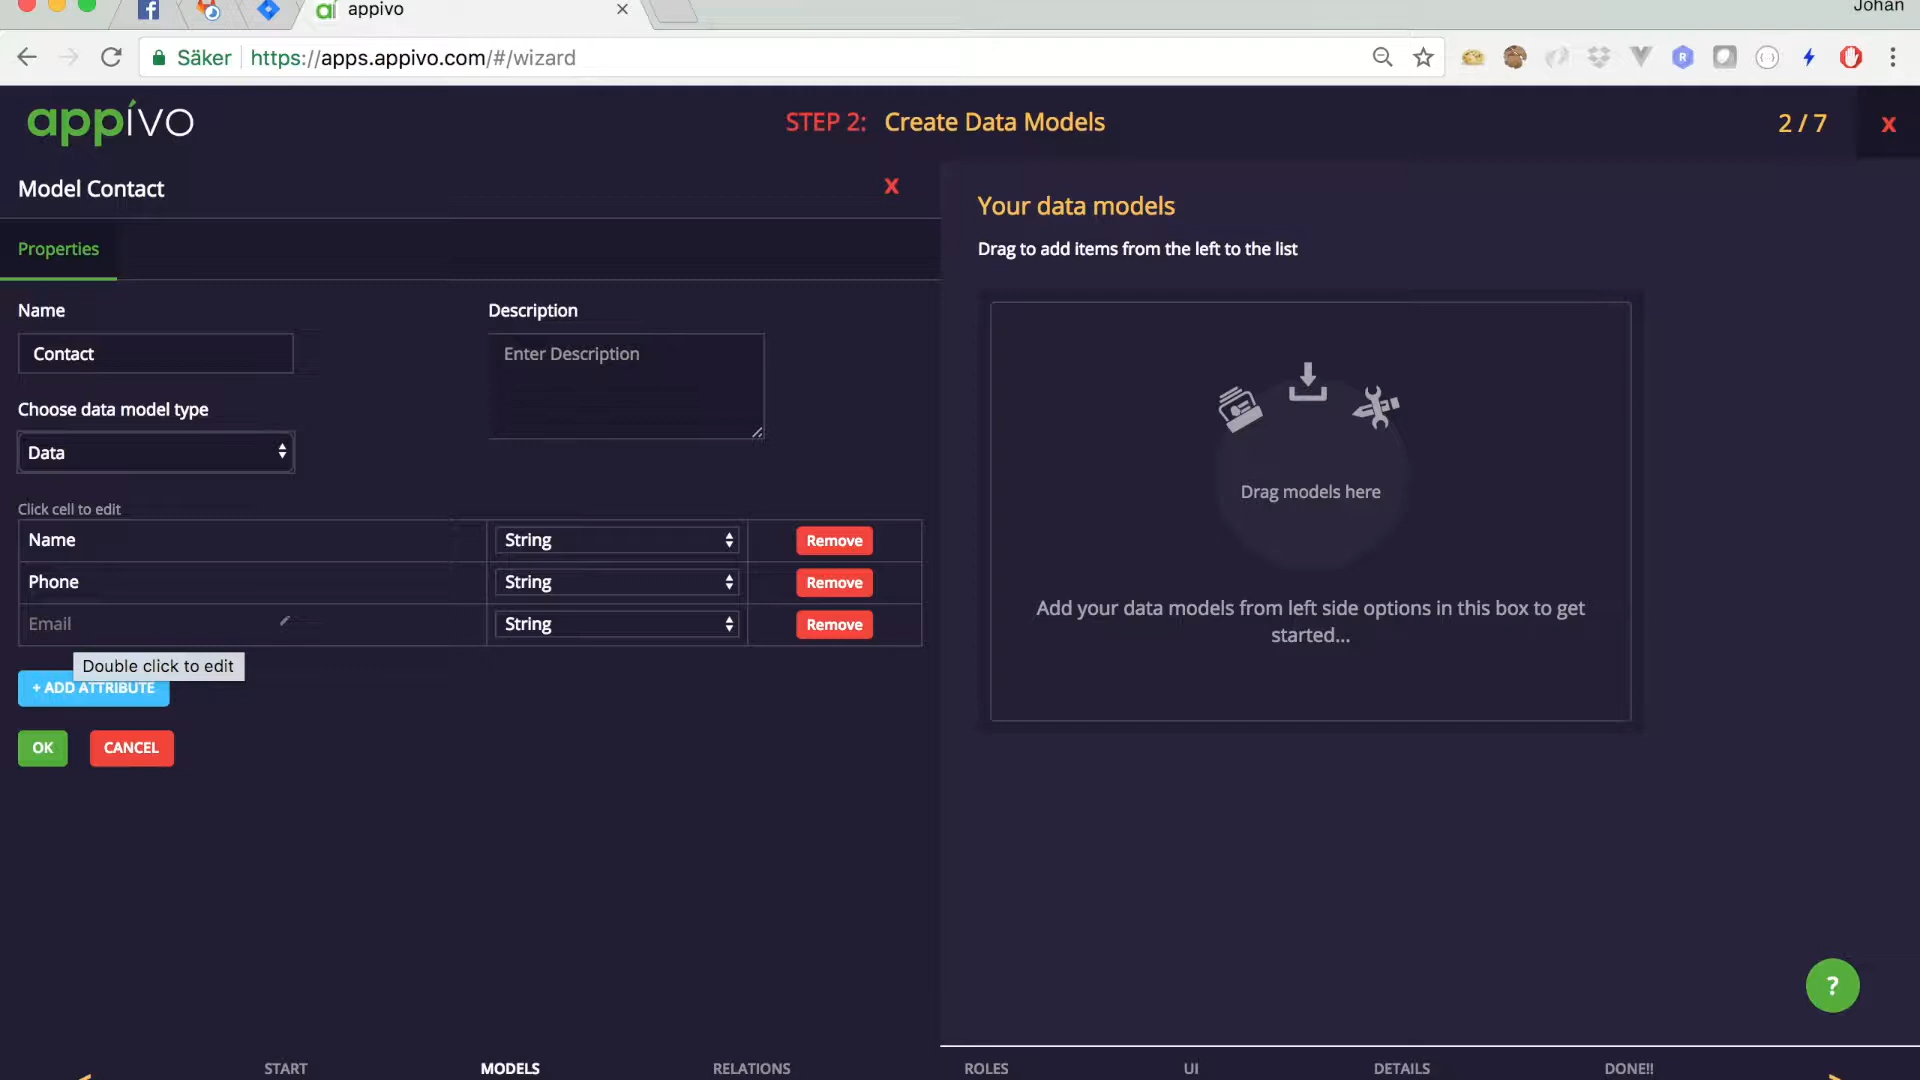 appivo
Johan
Säker
https://apps.appivo.com/#/wizard
appivo
STEP 2: Create Data Models
2 / 7
X
Model Contact
X
Properties
Name
Contact
Choose data model type
Data
Description
Enter Description
Click cell to edit
Name String Remove
Phone String Remove
Email String Remove
Double click to edit
+ ADD ATTRIBUTE
OK
CANCEL
Your data models
Drag to add items from the left to the list
Drag models here
Add your data models from left side options in this box to get
started...
?
START
MODELS
RELATIONS
ROLES
UI
DETAILS
DONE!!